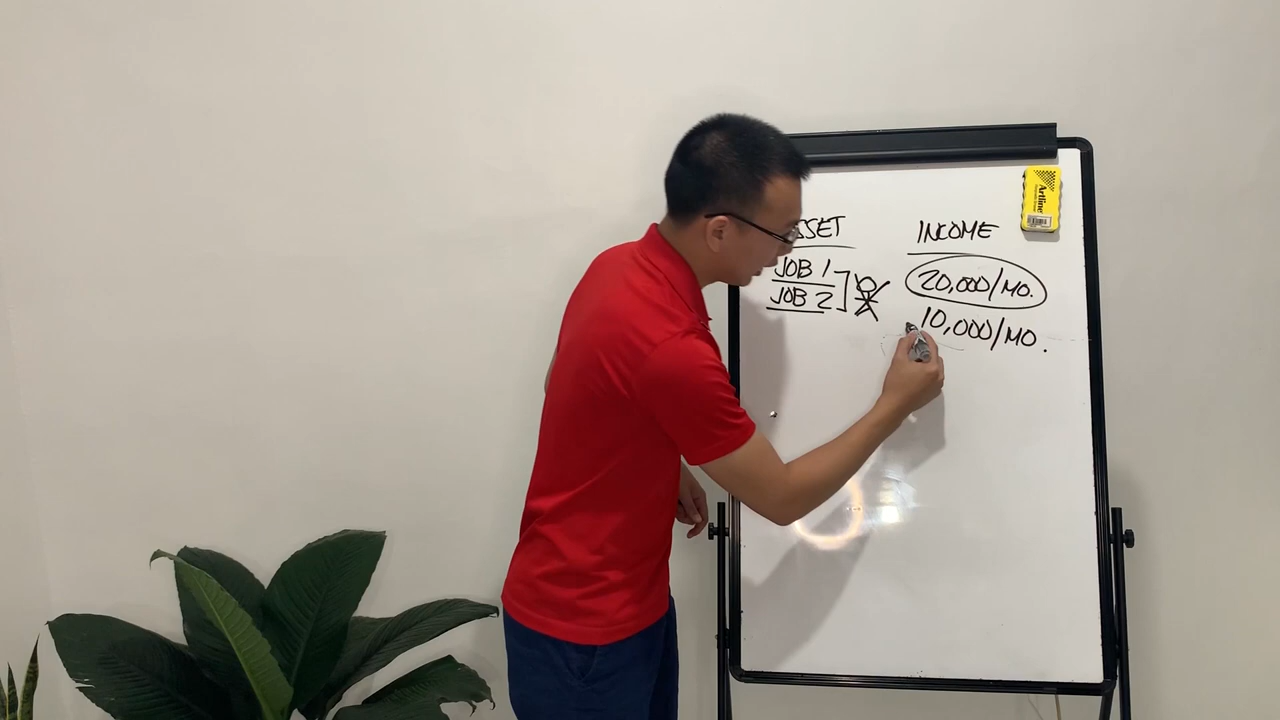 SSET INCOME
JOB 1 20,000/MO.
JOB 2 10,000/MO.
Artline